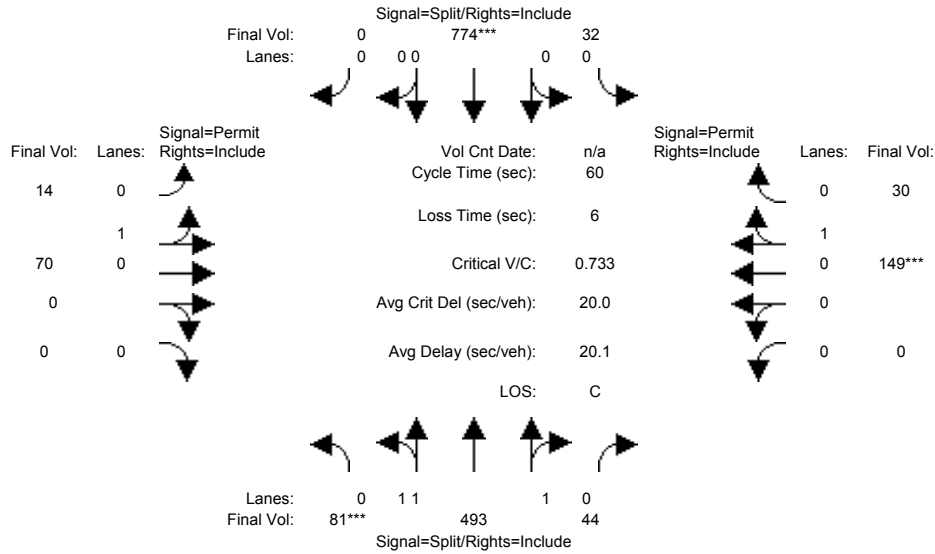 Signal=Split/Rights=Include
Final Vol: 0 774*** 32
Lanes: 0 0 0 0 0
Signal=Permit Signal=Permit
Final Vol: Lanes: Rights=Include Vol Cnt Date: n/a Rights=Include Lanes: Final Vol:
Cycle Time (sec): 60
14 0 0 30
Loss Time (sec): 6
1 1
70 0 Critical V/C: 0.733 0 149***
0 Avg Crit Del (sec/veh): 20.0 0
0 0 Avg Delay (sec/veh): 20.1 0 0
LOS: C
Lanes: 0 1 1 1 0
Final Vol: 81*** 493 44
Signal=Split/Rights=Include